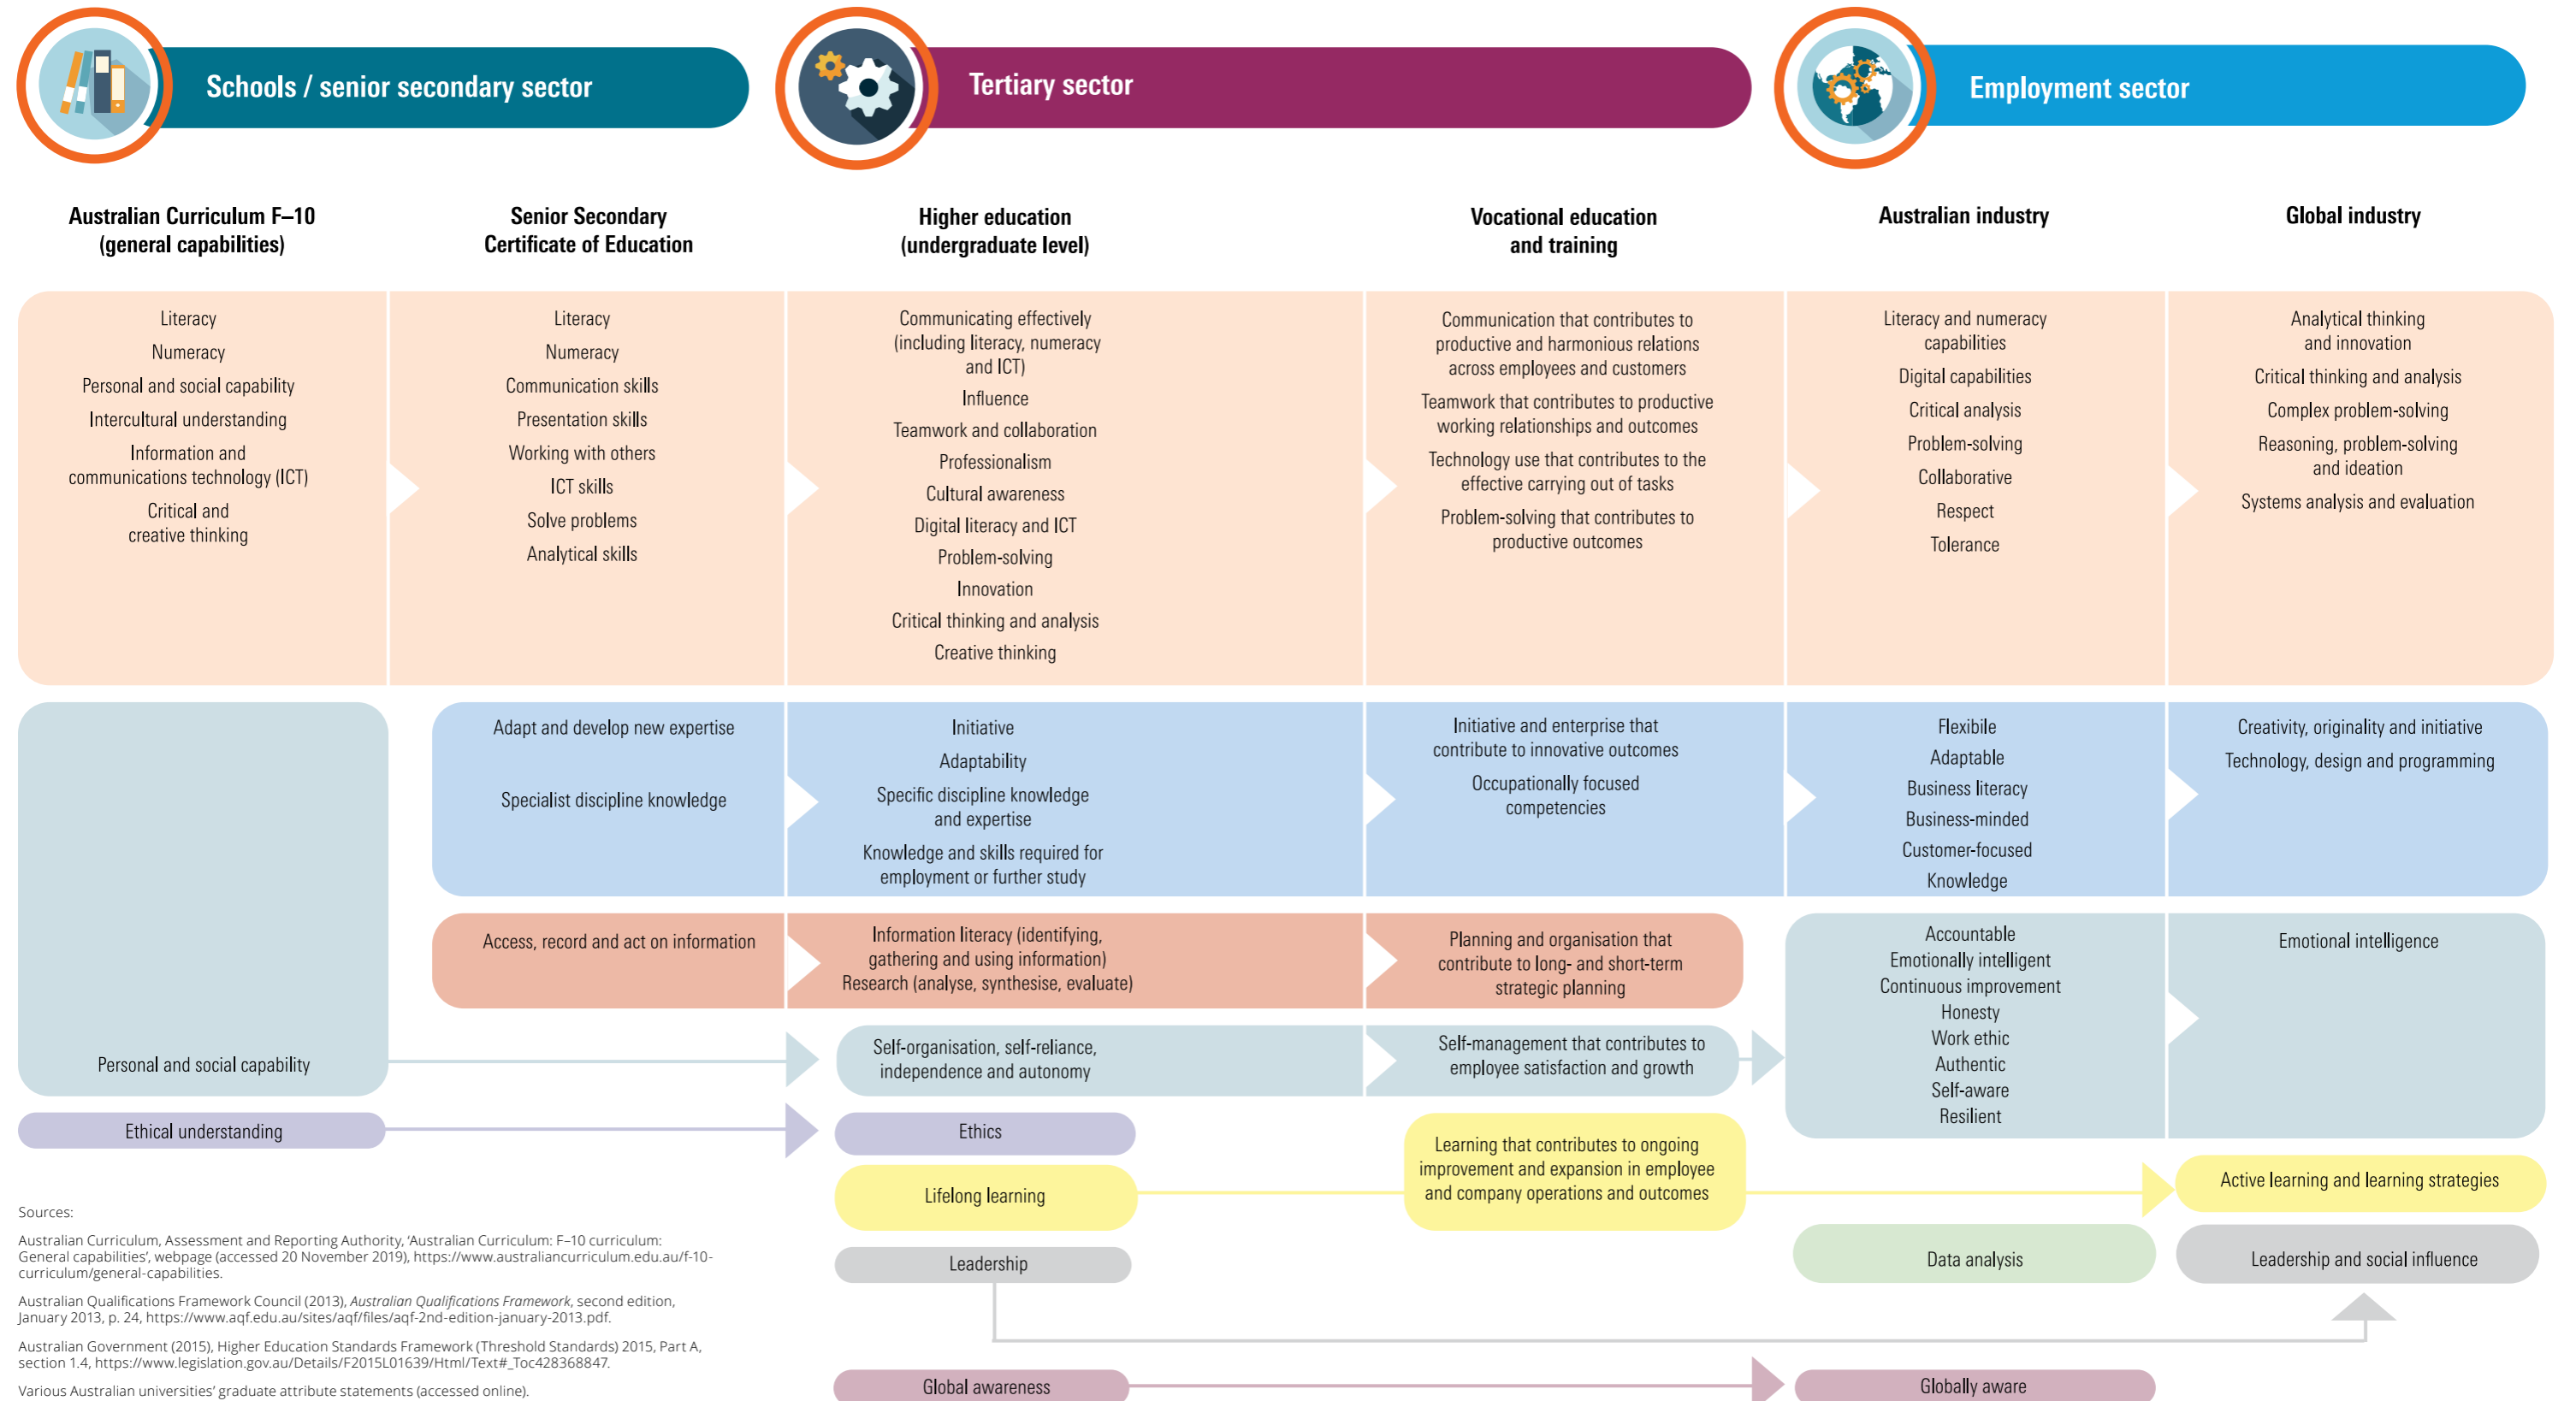 Schools / senior secondary sector
Tertiary sector
Employment sector
Australian Curriculum F–10
(general capabilities)
Senior Secondary
Certificate of Education
Higher education
(undergraduate level)
Vocational education
and training
Australian industry
Global industry
Literacy
Numeracy
Personal and social capability
Intercultural understanding
Information and
communications technology (ICT)
Critical and
creative thinking
Literacy
Numeracy
Communication skills
Presentation skills
Working with others
ICT skills
Solve problems
Analytical skills
Communicating effectively
(including literacy, numeracy
and ICT)
Influence
Teamwork and collaboration
Professionalism
Cultural awareness
Digital literacy and ICT
Problem-solving
Innovation
Critical thinking and analysis
Creative thinking
Communication that contributes to
productive and harmonious relations
across employees and customers
Teamwork that contributes to productive
working relationships and outcomes
Technology use that contributes to the
effective carrying out of tasks
Problem-solving that contributes to
productive outcomes
Literacy and numeracy
capabilities
Digital capabilities
Critical analysis
Problem-solving
Collaborative
Respect
Tolerance
Analytical thinking
and innovation
Critical thinking and analysis
Complex problem-solving
Reasoning, problem-solving
and ideation
Systems analysis and evaluation
Adapt and develop new expertise
Specialist discipline knowledge
Initiative
Adaptability
Specific discipline knowledge
and expertise
Knowledge and skills required for
employment or further study
Initiative and enterprise that
contribute to innovative outcomes
Occupationally focused
competencies
Flexibile
Adaptable
Business literacy
Business-minded
Customer-focused
Knowledge
Creativity, originality and initiative
Technology, design and programming
Access, record and act on information
Information literacy (identifying,
gathering and using information)
Research (analyse, synthesise, evaluate)
Planning and organisation that
contribute to long- and short-term
strategic planning
Accountable
Emotionally intelligent
Continuous improvement
Honesty
Work ethic
Authentic
Self-aware
Resilient
Emotional intelligence
Personal and social capability
Self-organisation, self-reliance,
independence and autonomy
Self-management that contributes to
employee satisfaction and growth
Ethical understanding
Ethics
Lifelong learning
Learning that contributes to ongoing
improvement and expansion in employee
and company operations and outcomes
Active learning and learning strategies
Leadership
Data analysis
Leadership and social influence
Global awareness
Globally aware
Sources:
Australian Curriculum, Assessment and Reporting Authority, ‘Australian Curriculum: F–10 curriculum:
General capabilities’, webpage (accessed 20 November 2019), https://www.australiancurriculum.edu.au/f-10-
curriculum/general-capabilities.
Australian Qualifications Framework Council (2013), Australian Qualifications Framework, second edition,
January 2013, p. 24, https://www.aqf.edu.au/sites/aqf/files/aqf-2nd-edition-january-2013.pdf.
Australian Government (2015), Higher Education Standards Framework (Threshold Standards) 2015, Part A,
section 1.4, https://www.legislation.gov.au/Details/F2015L01639/Html/Text#_Toc428368847.
Various Australian universities’ graduate attribute statements (accessed online).